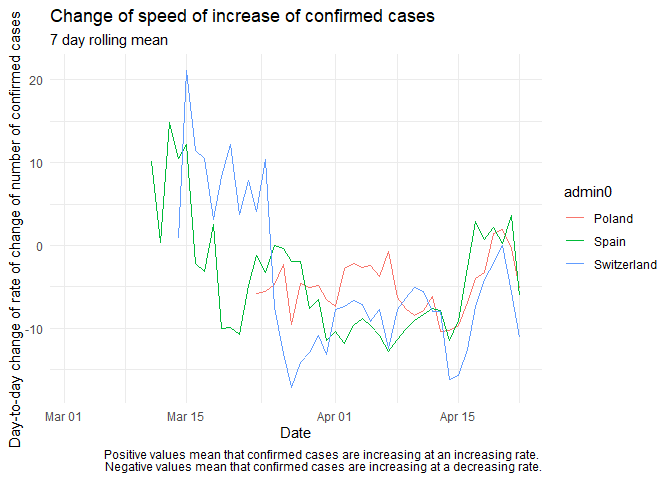 Change of speed of increase of confirmed cases
7 day rolling mean
Day-to-day change of rate of change of number of confirmed cases
20
10
0
-10
Mar 01
Mar 15
Apr 01
Apr 15
Date
admin0
Poland
Spain
Switzerland
Positive values mean that confirmed cases are increasing at an increasing rate.
Negative values mean that confirmed cases are increasing at a decreasing rate.